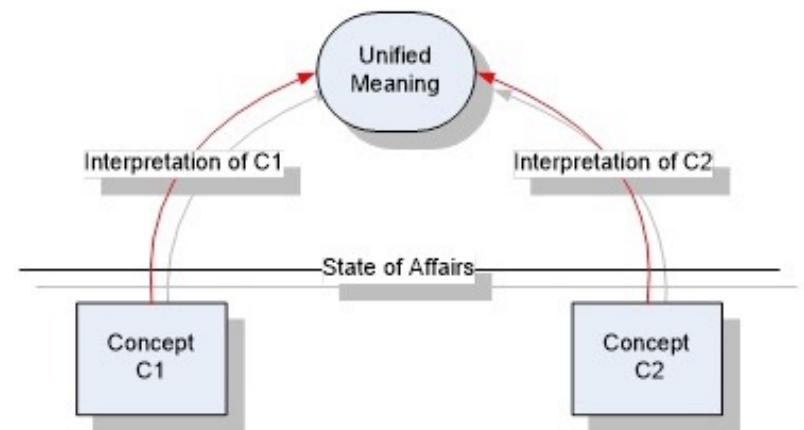 Unified
Meaning
Interpretation of C1
Interpretation of C2
State of Affairs
Concept
C1
Concept
C2